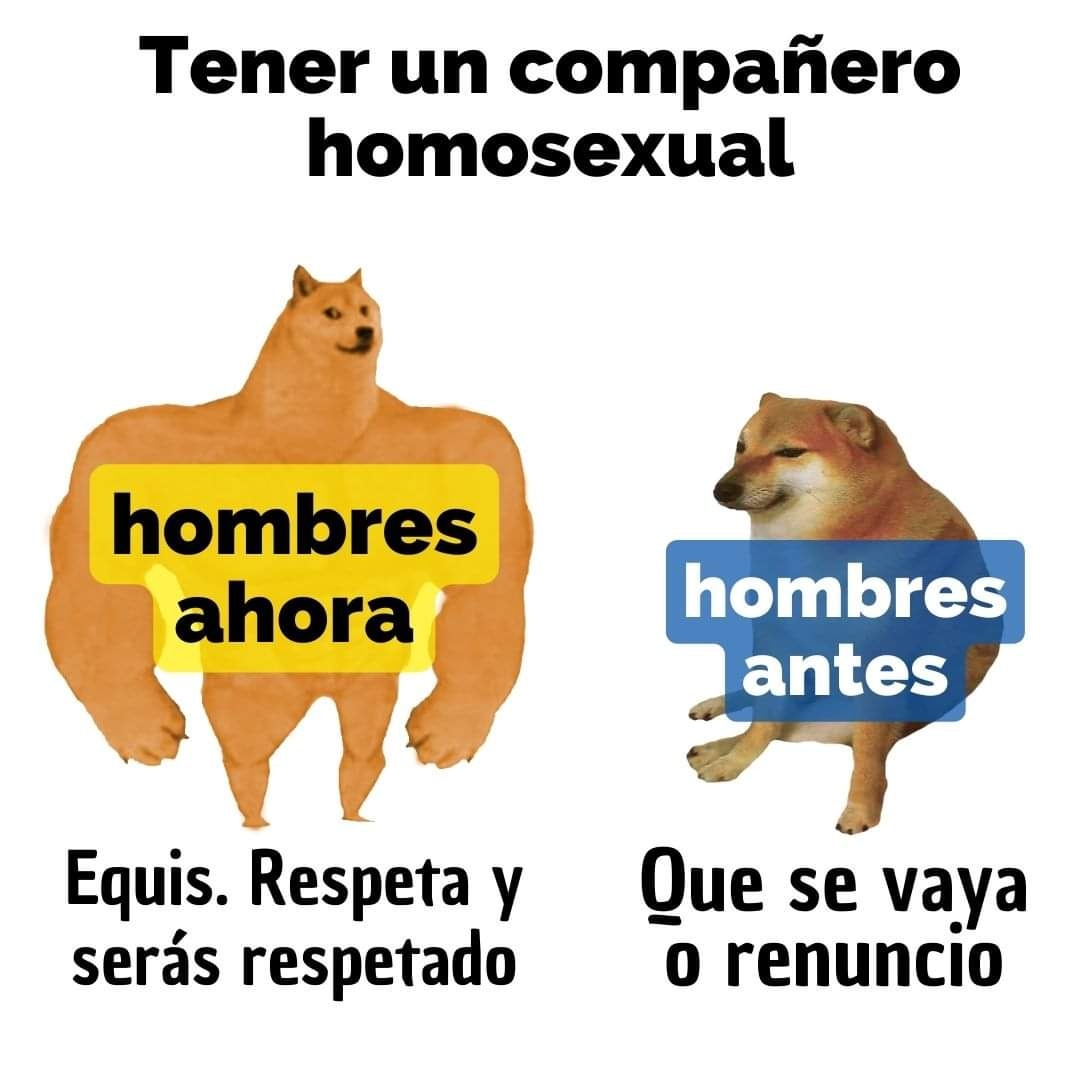 Tener un compañero
homosexual
hombres
ahora
hombres
antes
Equis. Respeta y
serás respetado
Que se vaya
o renuncio